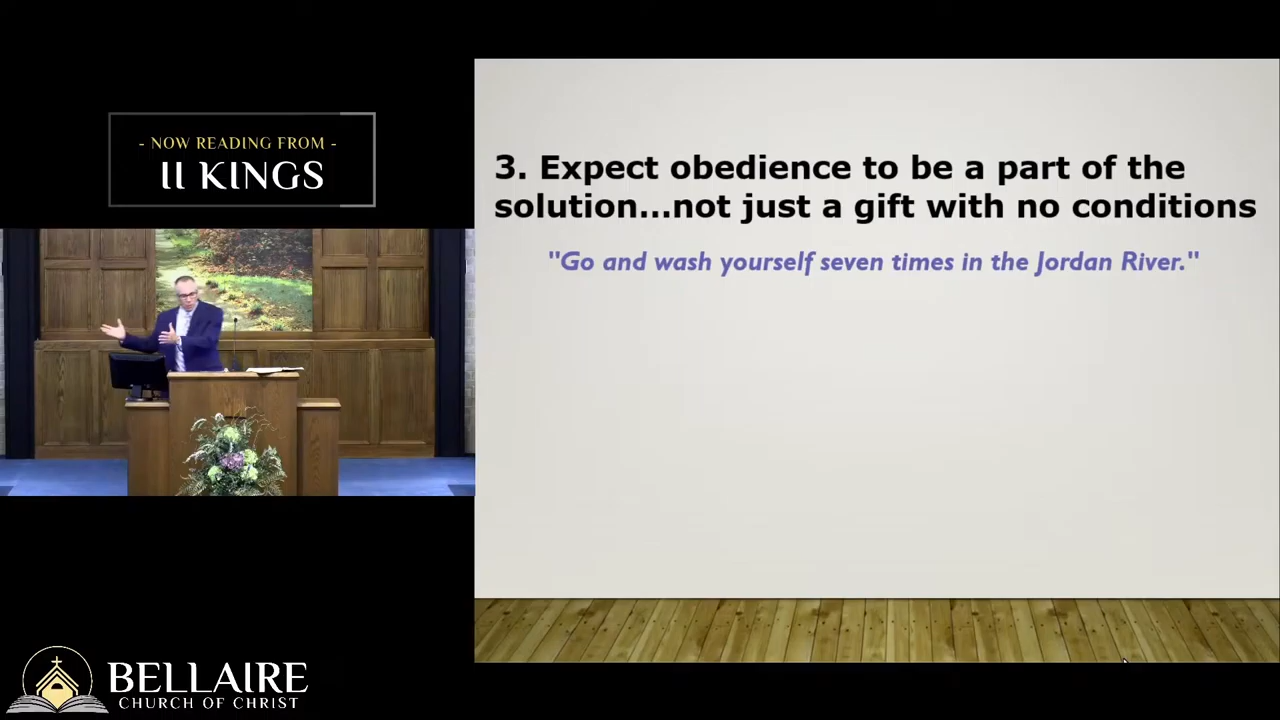 - NOW READING FROM -
II KINGS
3. Expect obedience to be a part of the
solution...not just a gift with no conditions
"Go and wash yourself seven times in the Jordan River."
BELLAIRE
CHURCH OF CHRIST